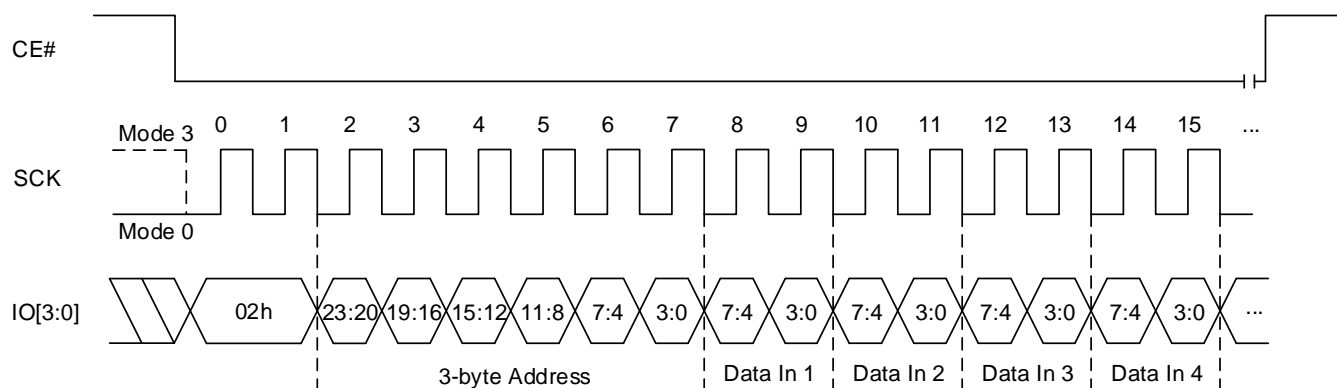 CE#
0 1 2 3 4 5 6 7 8 9 10 11 12 13 14 15 ...
Mode 3
SCK
Mode 0
IO[3:0] 02h 23:20 19:16 15:12 11:8 7:4 3:0 7:4 3:0 7:4 3:0 7:4 3:0 7:4 3:0 ...
3-byte Address Data In 1 Data In 2 Data In 3 Data In 4